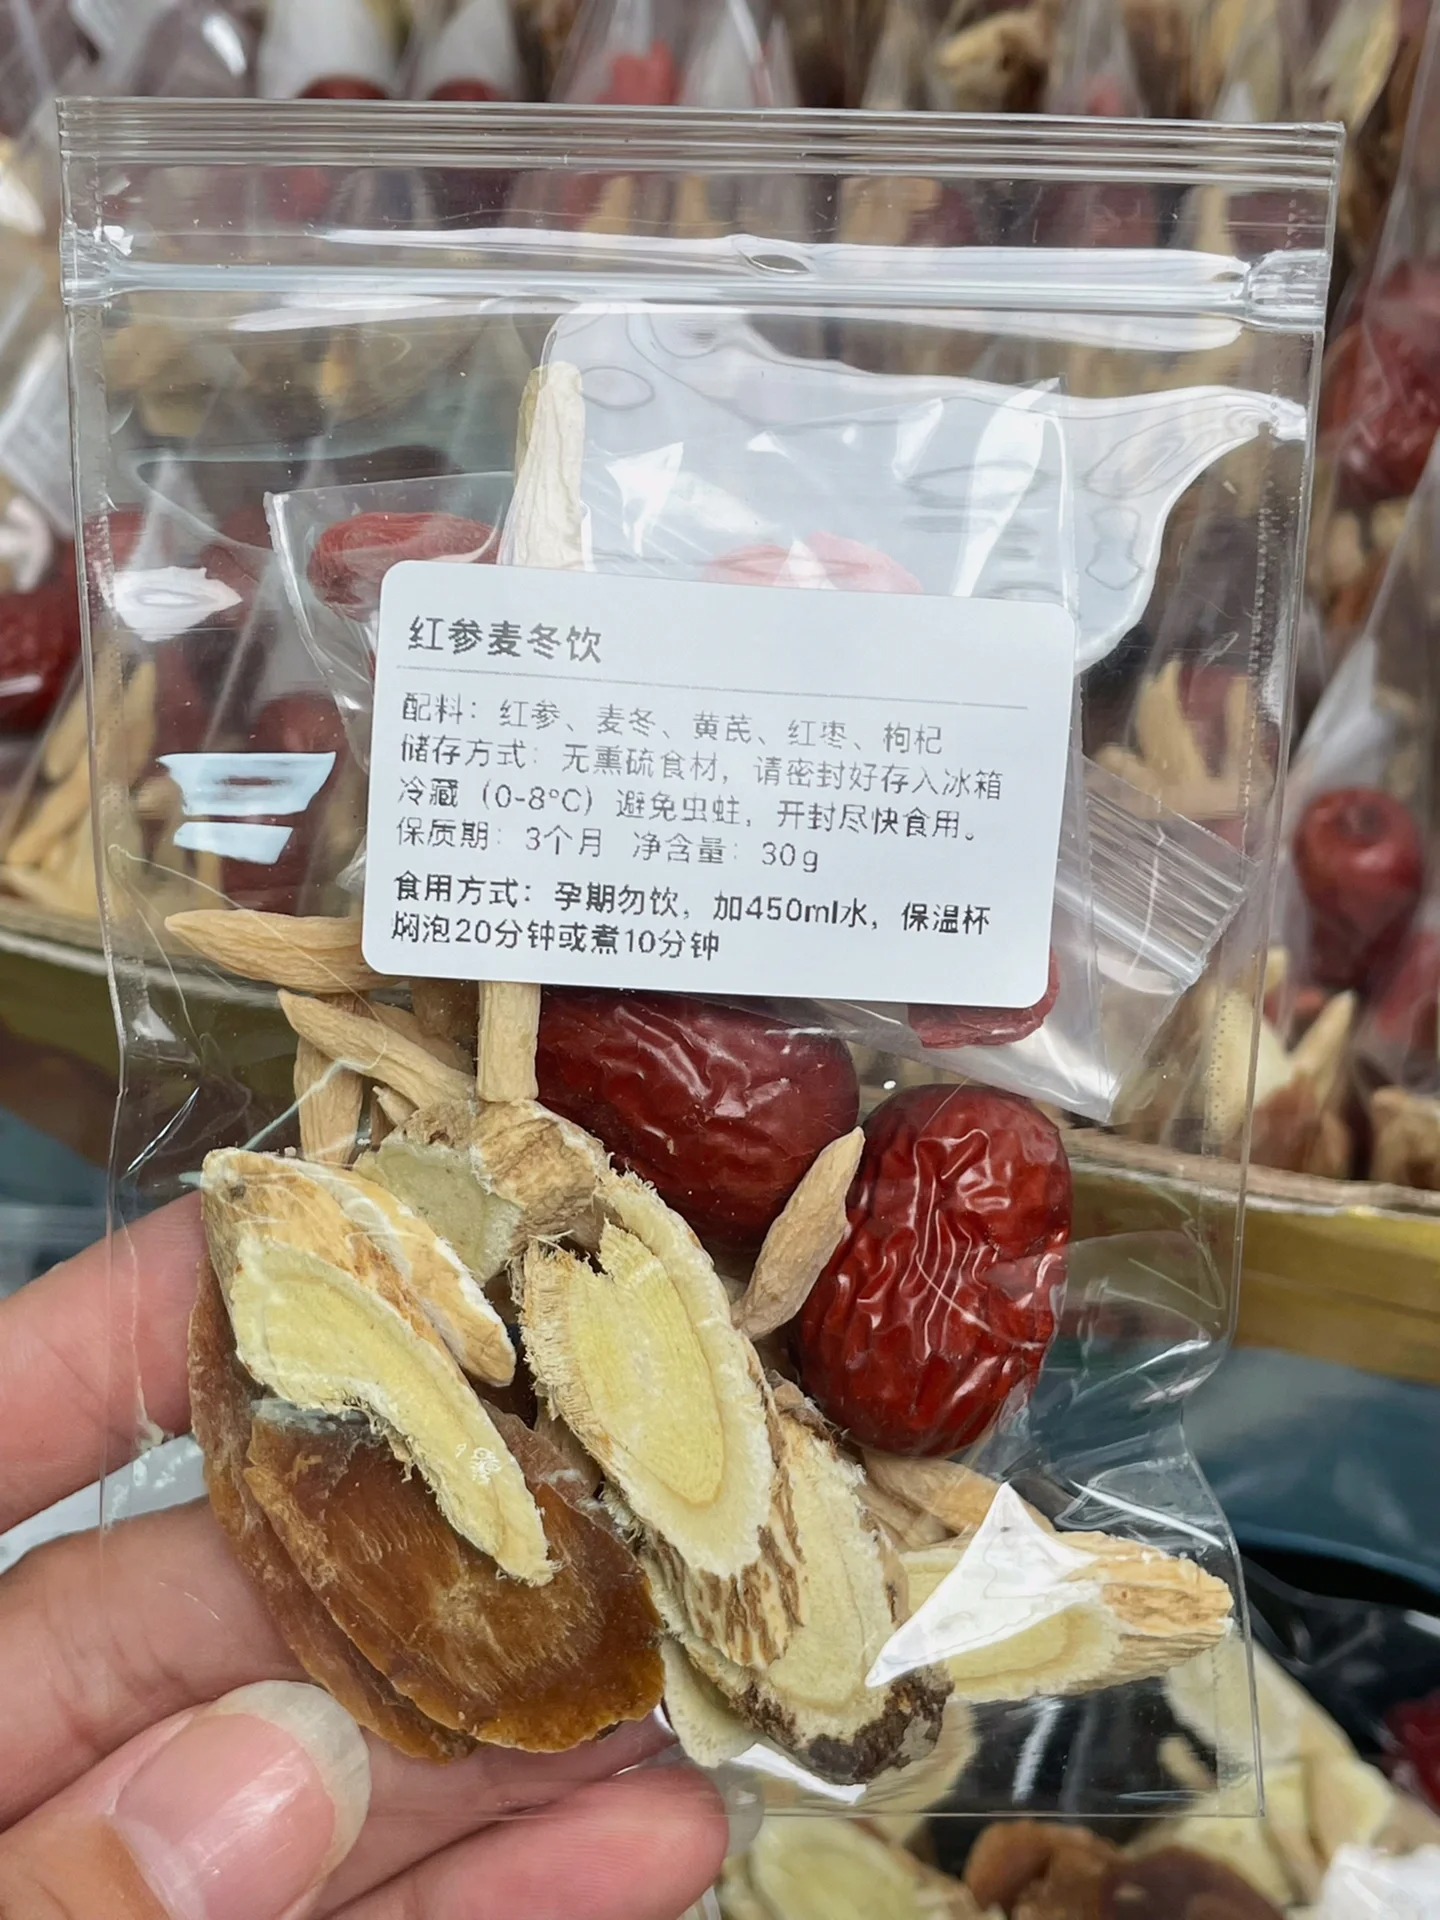 红参麦冬饮
配料：红参、麦冬、黄芪、红枣、枸杞
储存方式：无熏硫食材，请密封好存入冰箱
冷藏（0-8°C）避免虫蛀，开封尽快食用。
保质期：3个月 净含量：30g
食用方式：孕期勿饮，加450ml水，保温杯
焖泡20分钟或煮10分钟